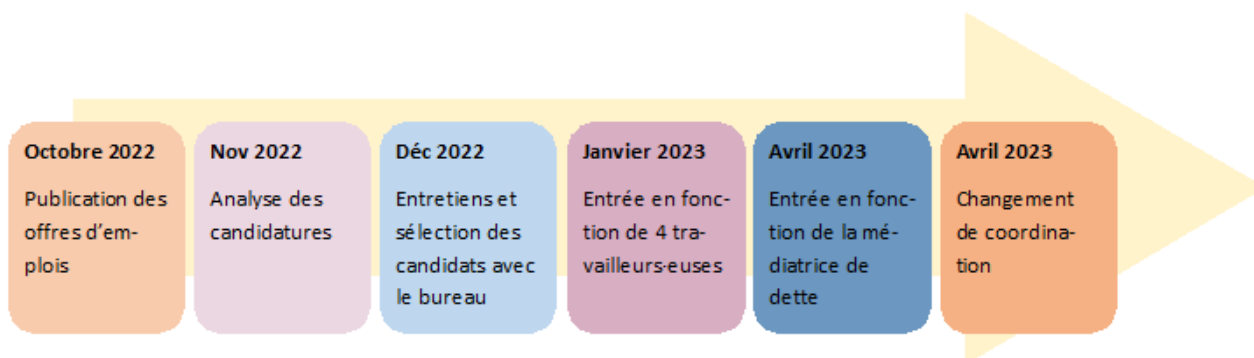 Octobre 2022
Publication des
offres d’em-
plois
Nov 2022
Analyse des
candidatures
Déc 2022
Entretiens et
sélection des
candidats avec
le bureau
Janvier 2023
Entrée en fonc-
tion de 4 tra-
vailleurs·euses
Avril 2023
Entrée en fonc-
tion de la mé-
diatrice de
dette
Avril 2023
Changement
de coordina-
tion